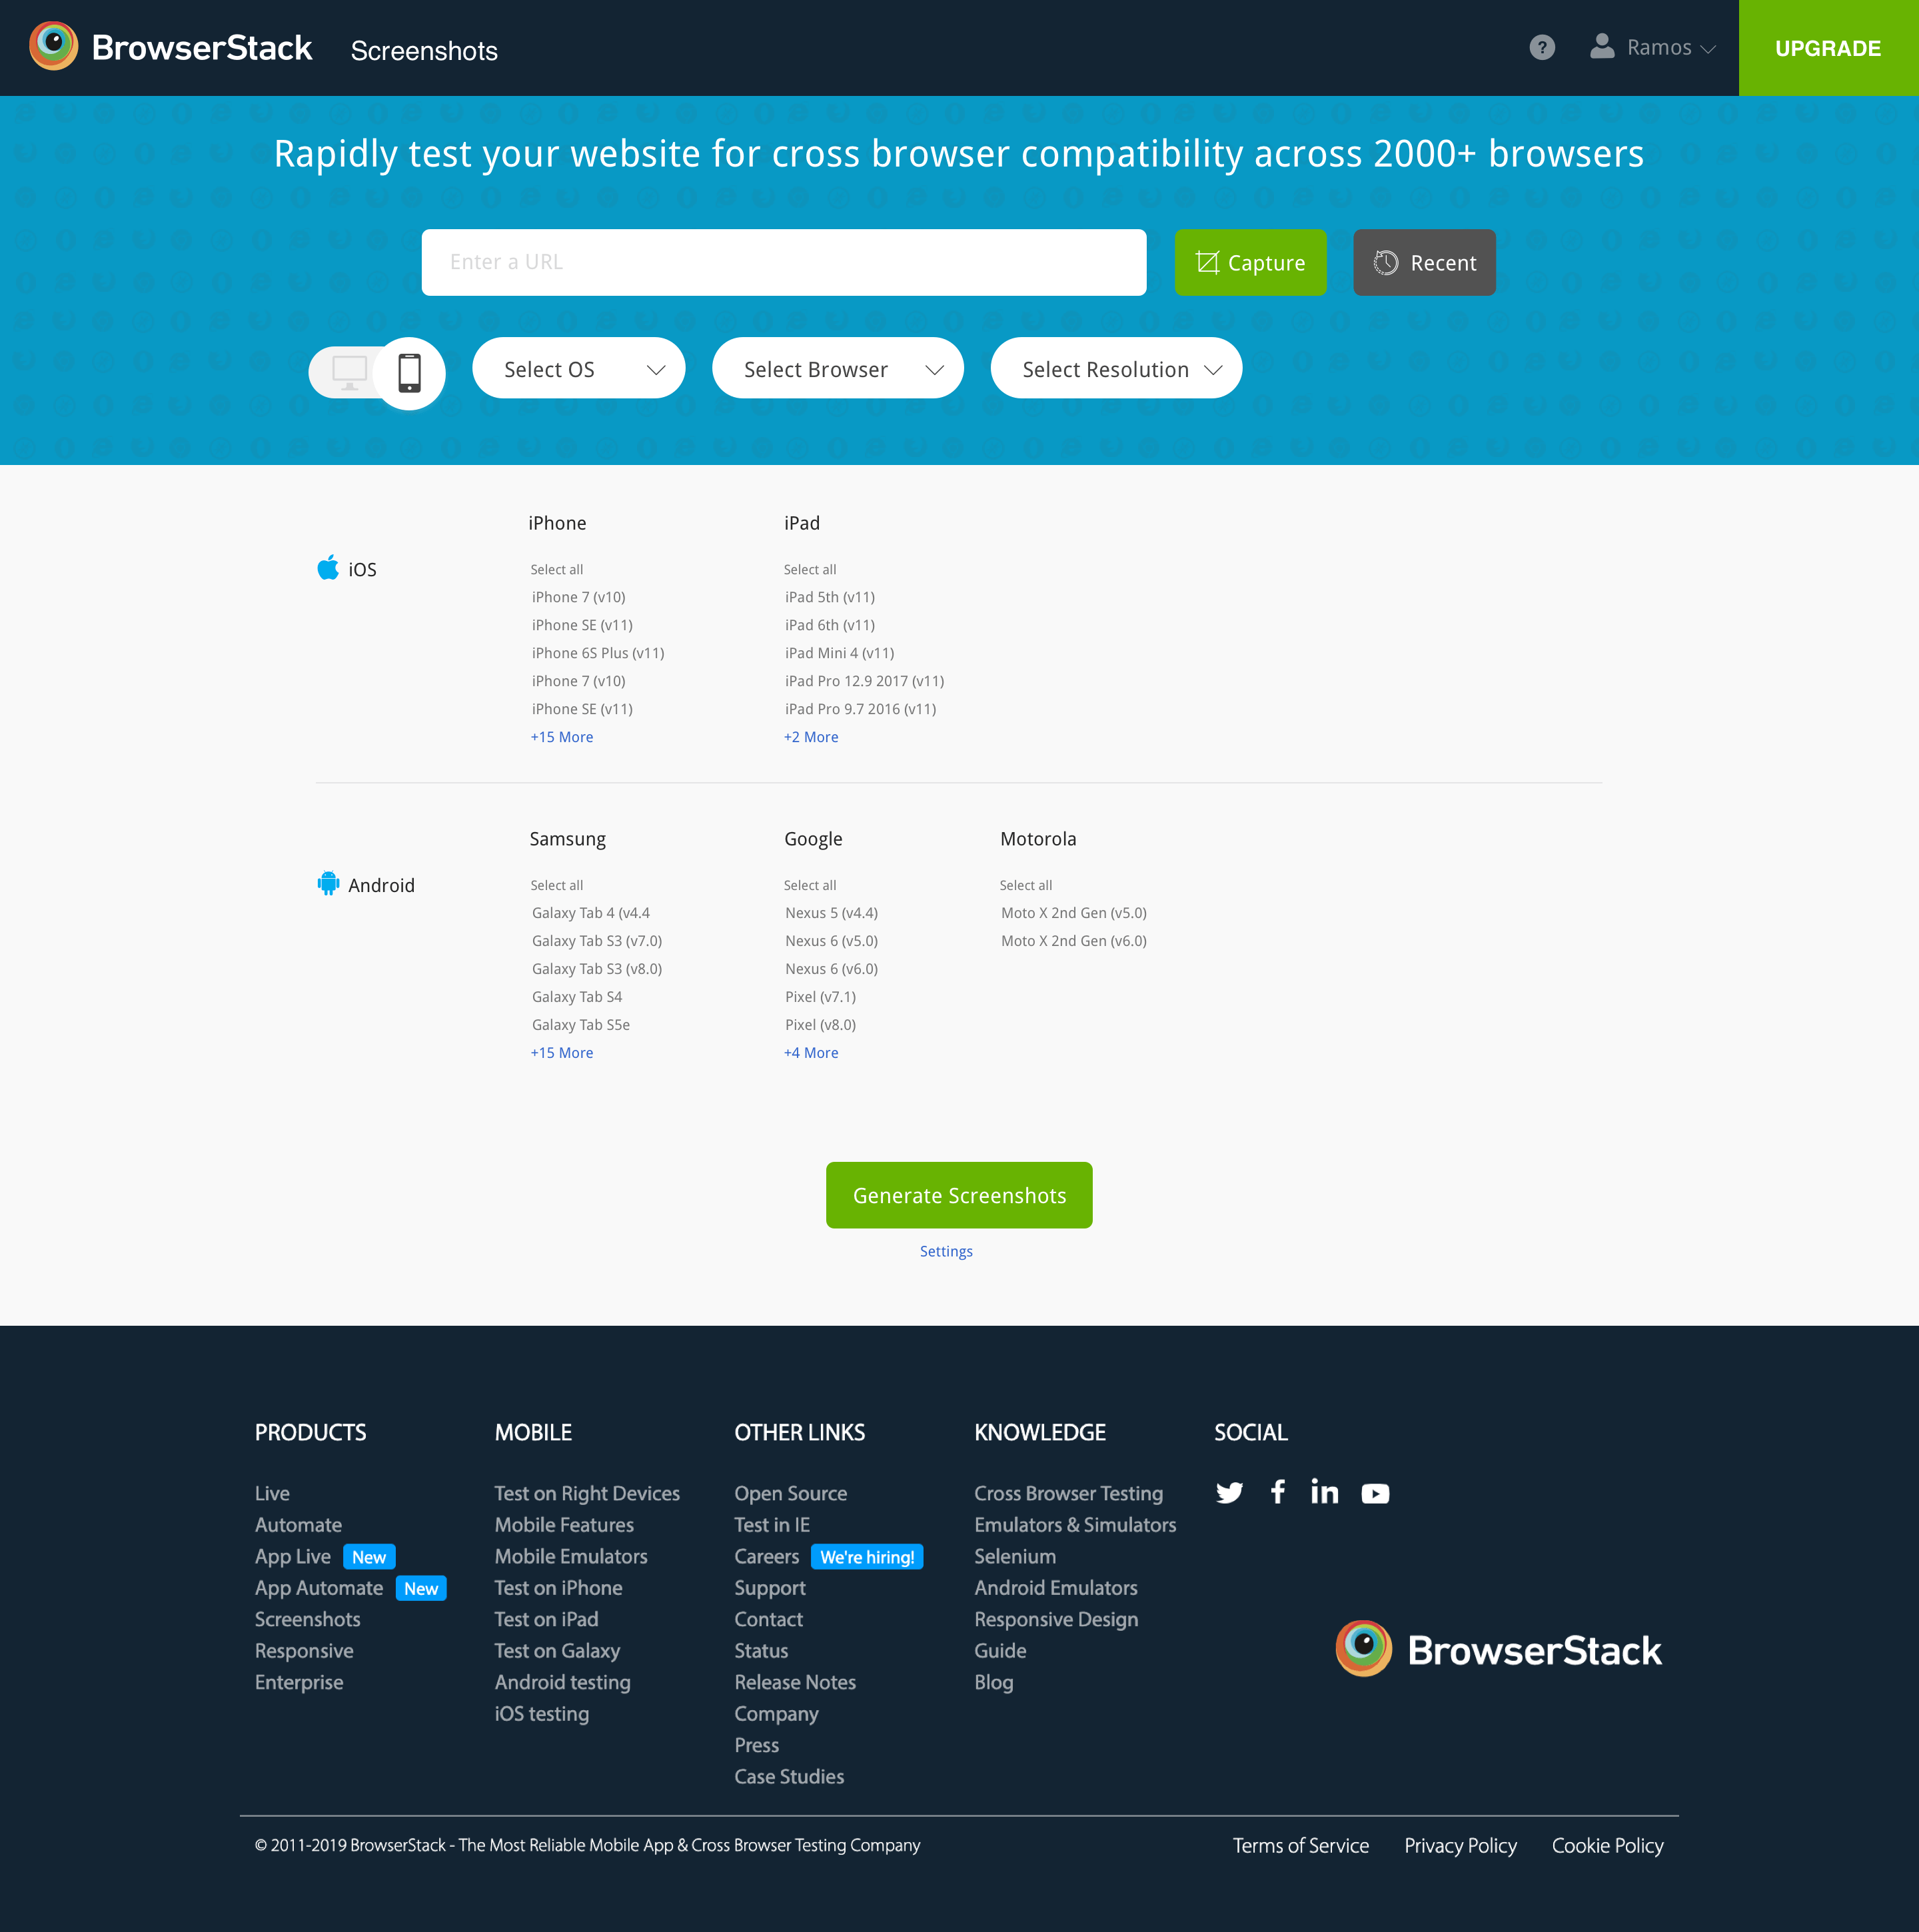 BrowserStack Screenshots ? Ramos UPGRADE
Rapidly test your website for cross browser compatibility across 2000+ browsers
Enter a URL Capture Recent
Select OS Select Browser Select Resolution
iPhone iPad
iOS Select all Select all
iPhone 7 (v10) iPad 5th (v11)
iPhone SE (v11) iPad 6th (v11)
iPhone 6S Plus (v11) iPad Mini 4 (v11)
iPhone 7 (v10) iPad Pro 12.9 2017 (v11)
iPhone SE (v11) iPad Pro 9.7 2016 (v11)
+15 More +2 More
Samsung Google Motorola
Android Select all Select all Select all
Galaxy Tab 4 (v4.4 Nexus 5 (v4.4) Moto X 2nd Gen (v5.0)
Galaxy Tab S3 (v7.0) Nexus 6 (v5.0) Moto X 2nd Gen (v6.0)
Galaxy Tab S3 (v8.0) Nexus 6 (v6.0)
Galaxy Tab S4 Pixel (v7.1)
Galaxy Tab S5e Pixel (v8.0)
+15 More +4 More
Generate Screenshots
Settings
PRODUCTS
Live
Automate
App Live New
App Automate New
Screenshots
Responsive
Enterprise
MOBILE
Test on Right Devices
Mobile Features
Mobile Emulators
Test on iPhone
Test on iPad
Test on Galaxy
Android testing
iOS testing
OTHER LINKS
Open Source
Test in IE
Careers We're hiring!
Support
Contact
Status
Release Notes
Company
Press
Case Studies
KNOWLEDGE
Cross Browser Testing
Emulators & Simulators
Selenium
Android Emulators
Responsive Design
Guide
Blog
SOCIAL
BrowserStack
© 2011-2019 BrowserStack - The Most Reliable Mobile App & Cross Browser Testing Company
Terms of Service Privacy Policy Cookie Policy